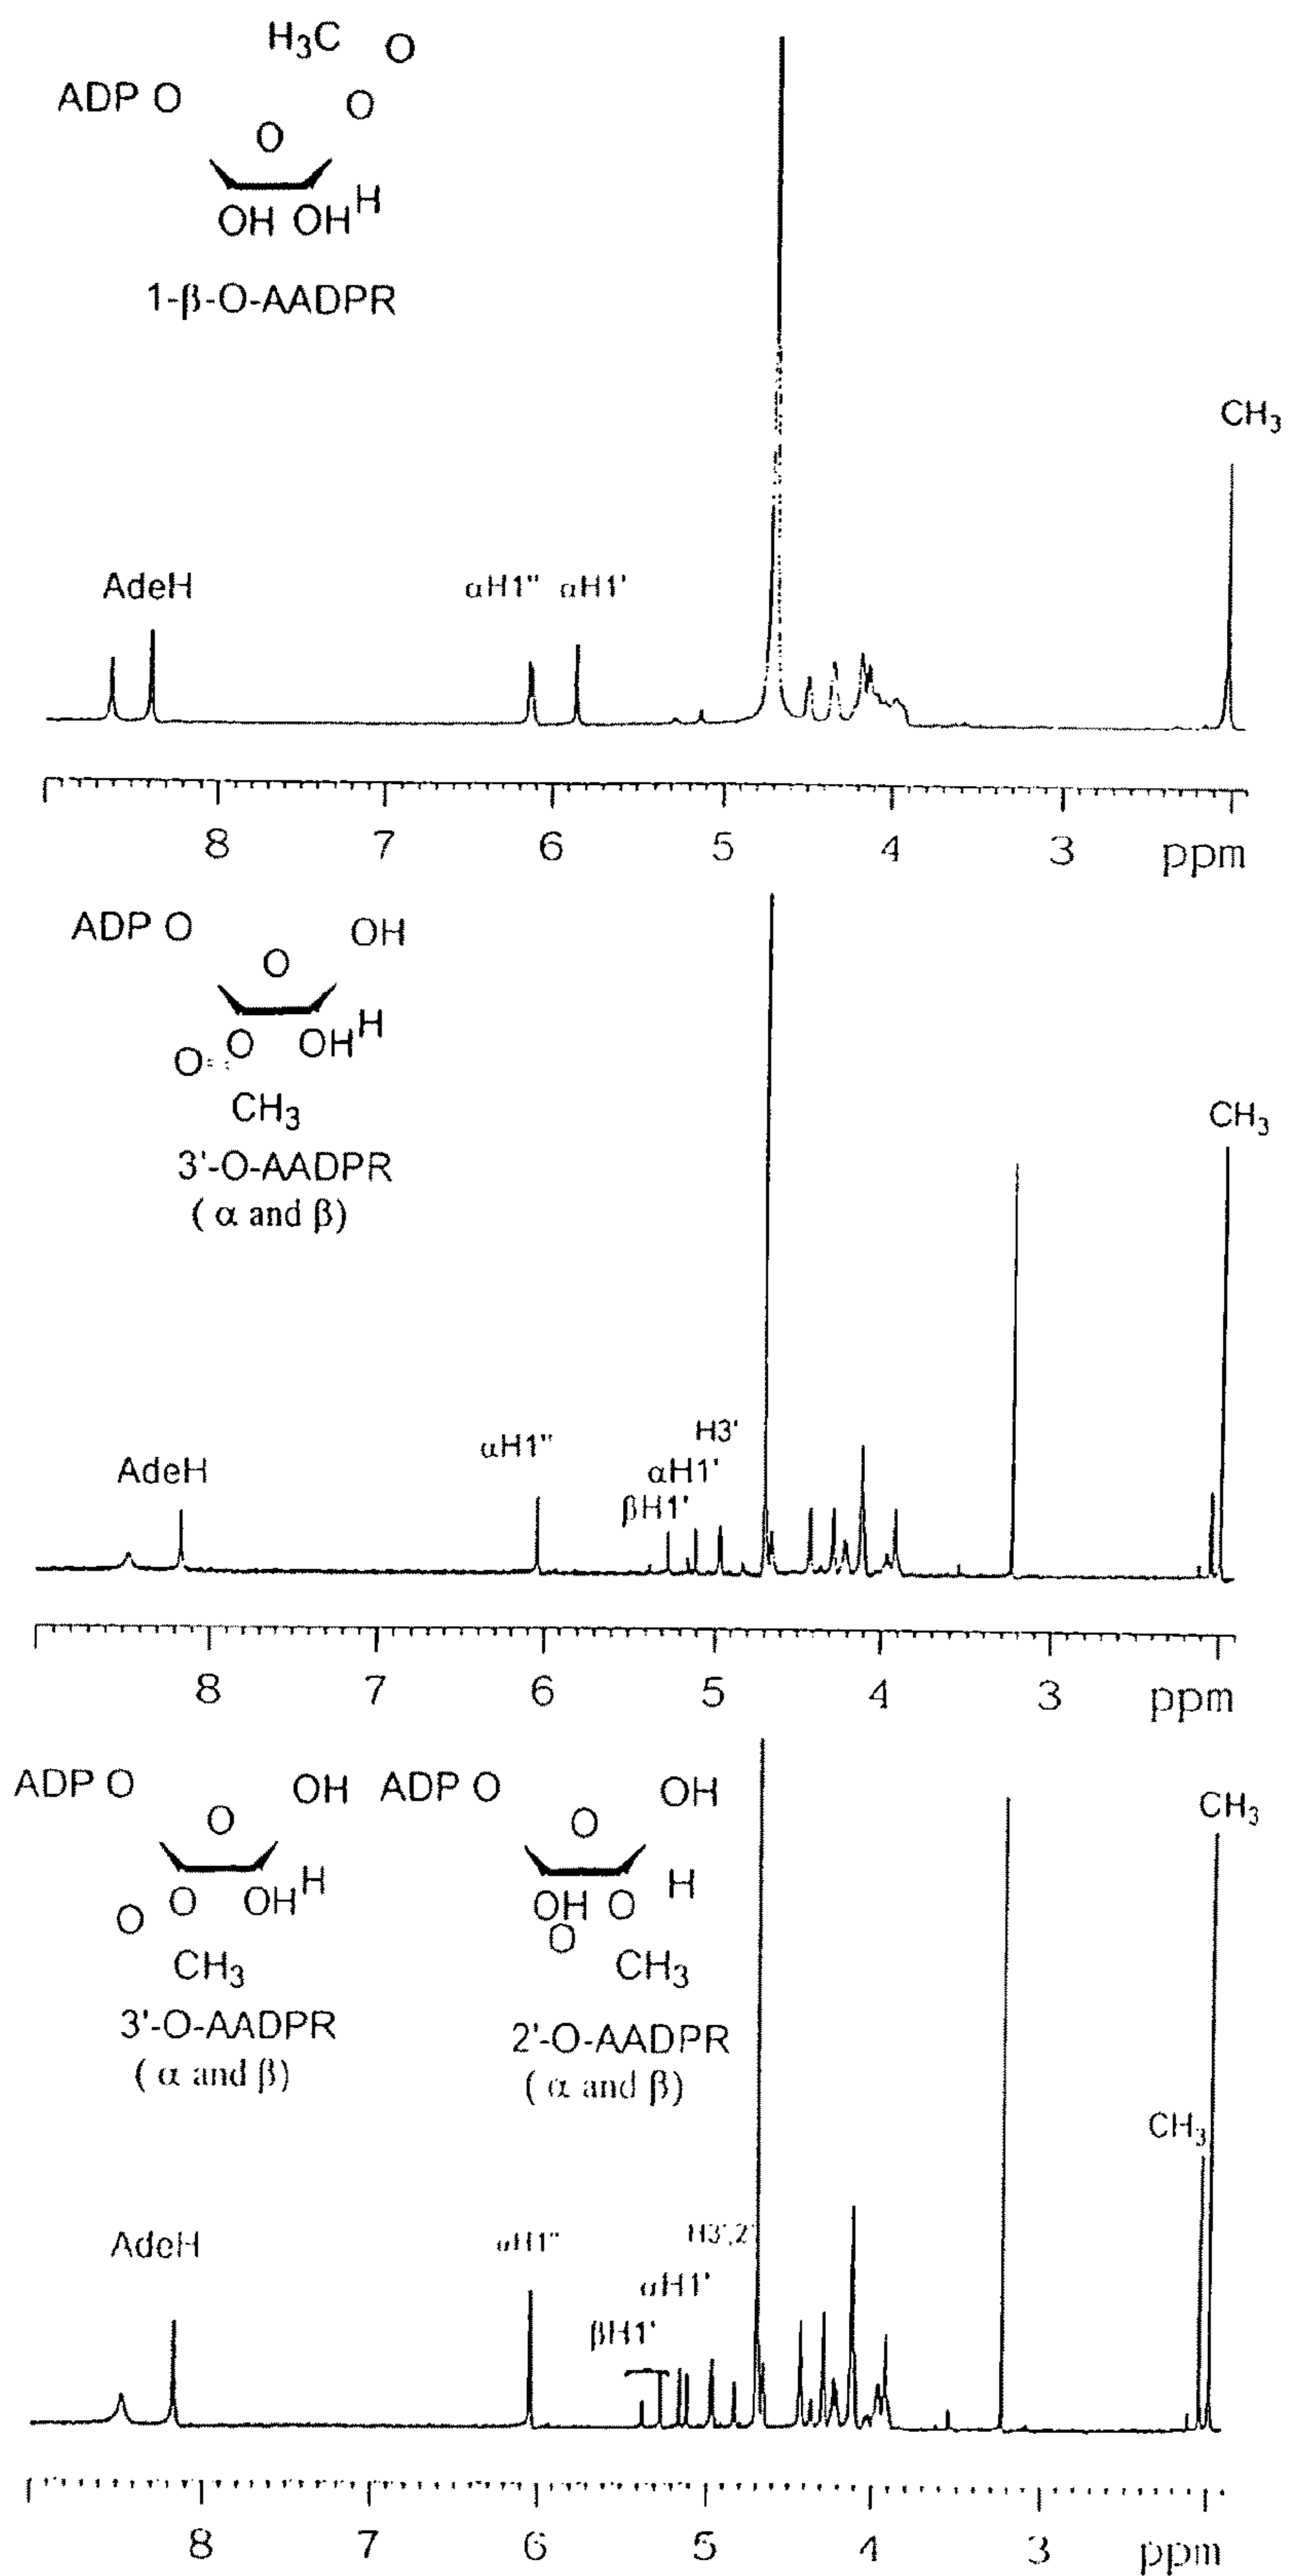 H₃C O
ADP O O
O
H
OH OH
1-β-O-AADPR
CH₃
AdeH αH1" αH1'
8 7 6 5 4 3 ppm
ADP O OH
O
H
O OH
O=
CH₃
3'-O-AADPR
( α and β)
CH₃
H3'
αH1"
αH1'
AdeH
βH1'
8 7 6 5 4 3 ppm
ADP O OH ADP O OH
O O
CH₃
H H
O OH OH O
O O
CH₃ CH₃
3'-O-AADPR 2'-O-AADPR
( α and β) ( α and β)
CH₃
H3',2'
AdeH αH1"
αH1'
βH1'
8 7 6 5 4 3 ppm